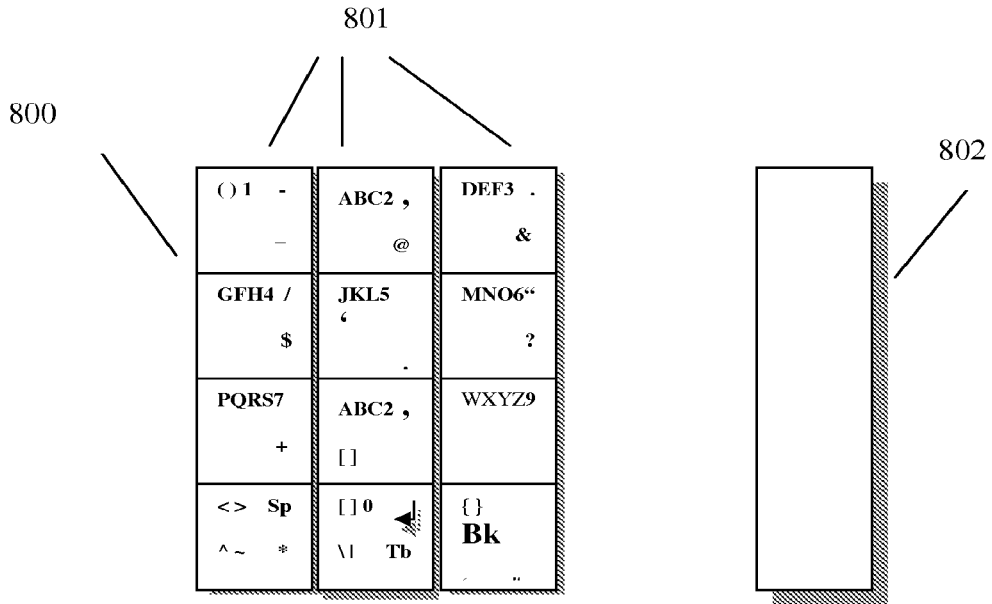 801
800
802
( ) 1 -
_
ABC2 ,
@
DEF3 .
&
GFH4 /
$
JKL5
‘
.
MNO6“
?
PQRS7
+
ABC2 ,
[ ]
WXYZ9
< > Sp
^ ~ *
[ ] 0
\ | Tb
{ }
Bk